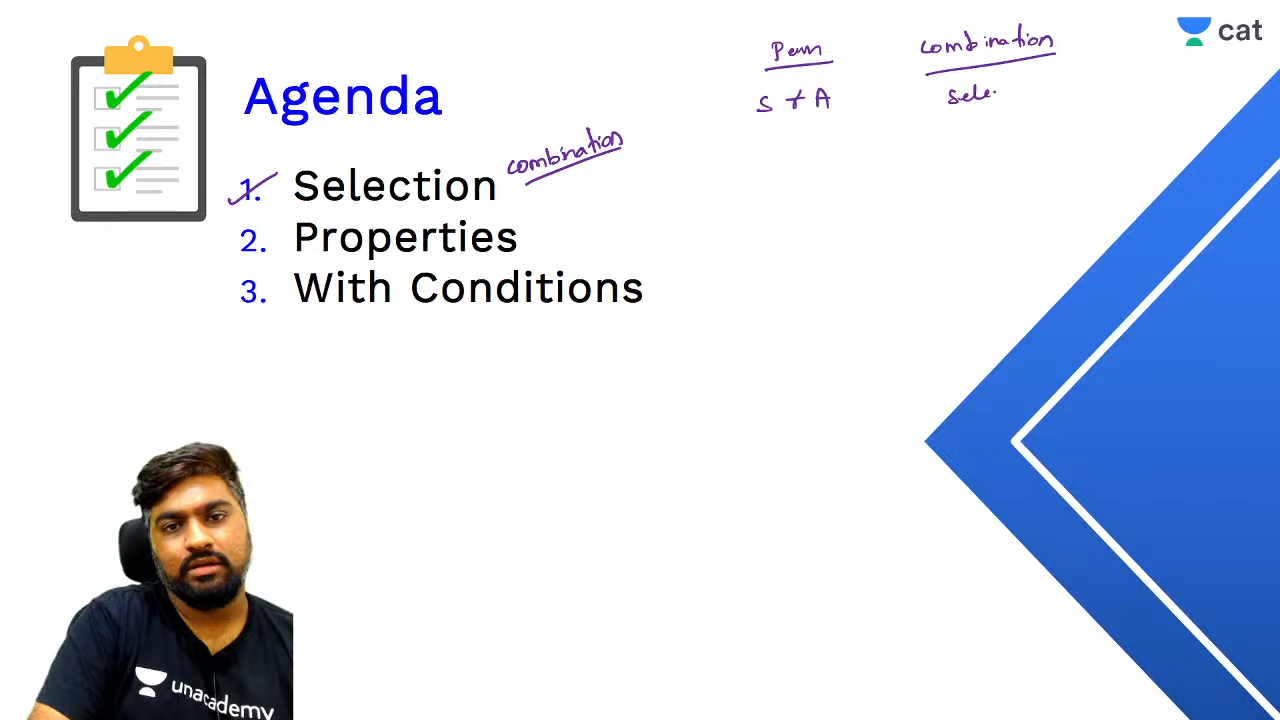 cat
Perm
combination
S + A
sele.
Agenda
combination
1. Selection
2. Properties
3. With Conditions
unacademy